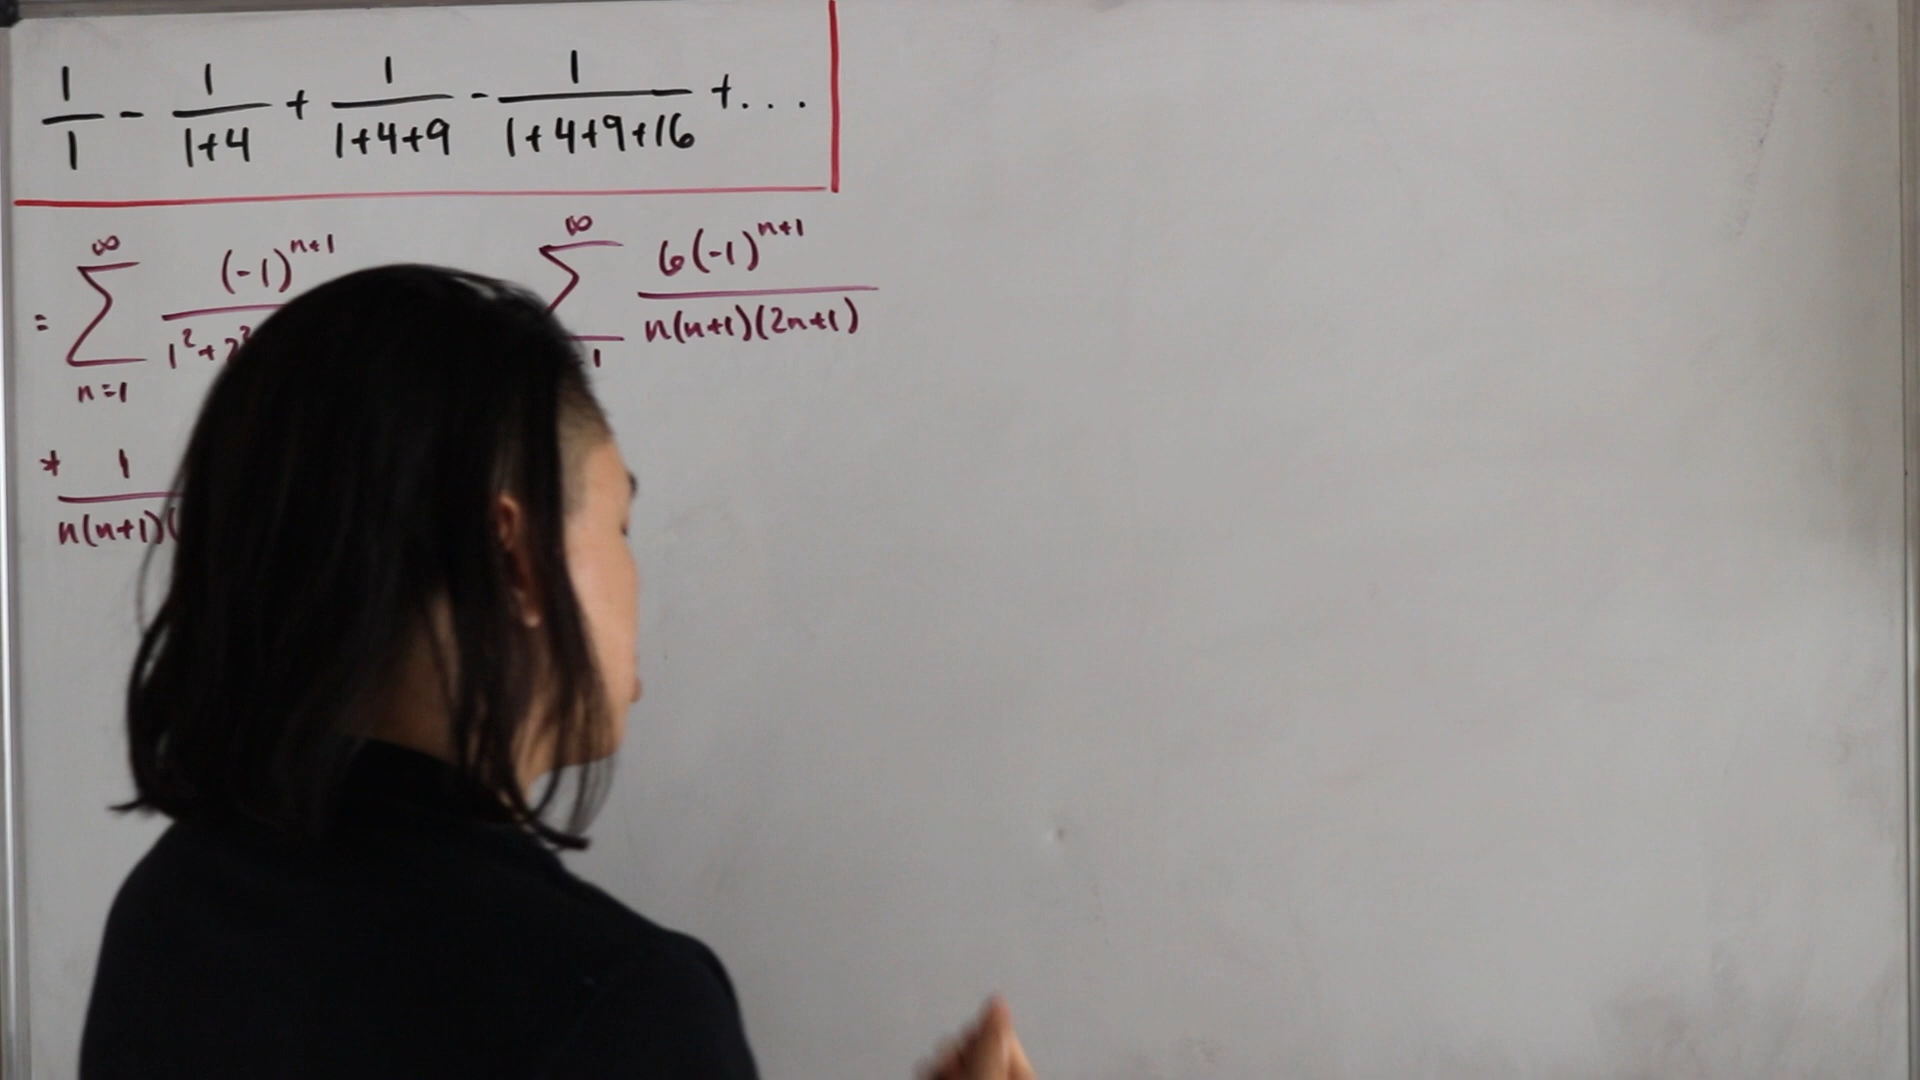 1/1 - 1/(1+4) + 1/(1+4+9) - 1/(1+4+9+16) + ...
= ∑_{n=1}^{∞} (-1)^{n+1}/(1²+2² ∑_{1}^{∞} 6(-1)^{n+1}/(n(n+1)(2n+1))
* 1/(n(n+1)(